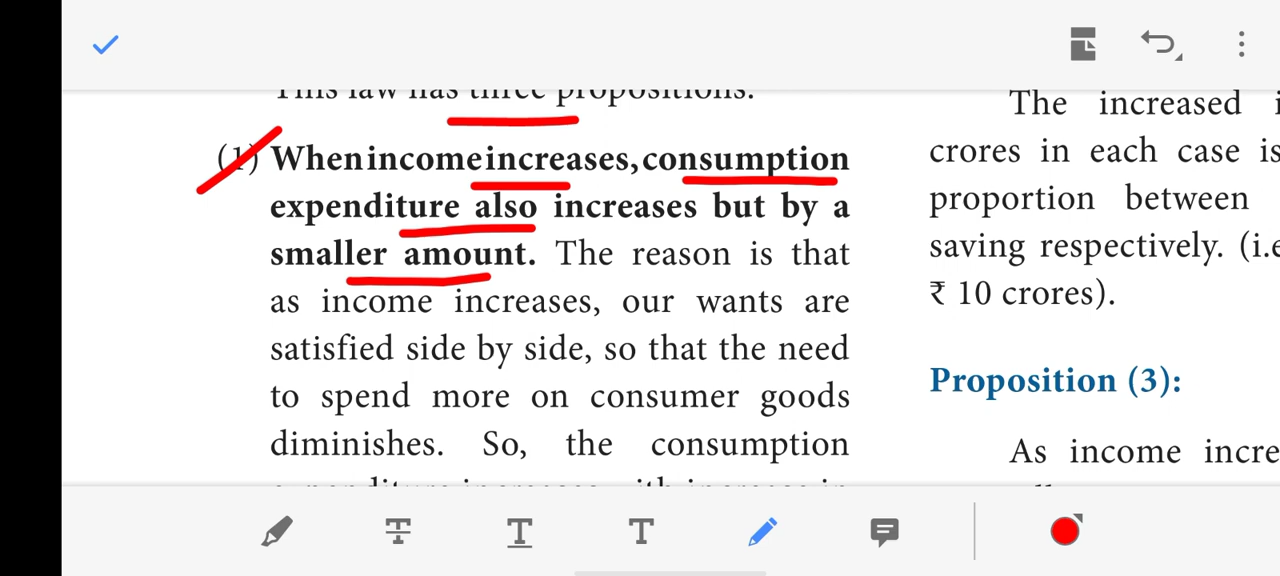 This law has three propositions.
(1) When income increases, consumption
expenditure also increases but by a
smaller amount. The reason is that
as income increases, our wants are
satisfied side by side, so that the need
to spend more on consumer goods
diminishes. So, the consumption
The increased
crores in each case is
proportion between
saving respectively. (i.e
₹ 10 crores).
Proposition (3):
As income incre